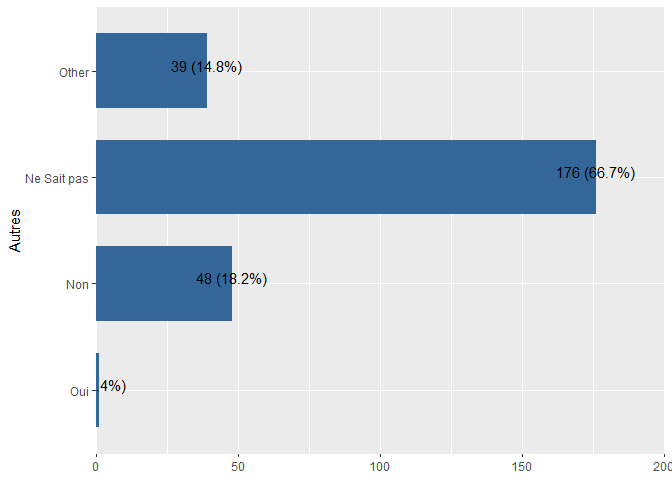 Other
39 (14.8%)
Ne Sait pas
176 (66.7%)
Autres
Non
48 (18.2%)
Oui
4%)
0
50
100
150
200